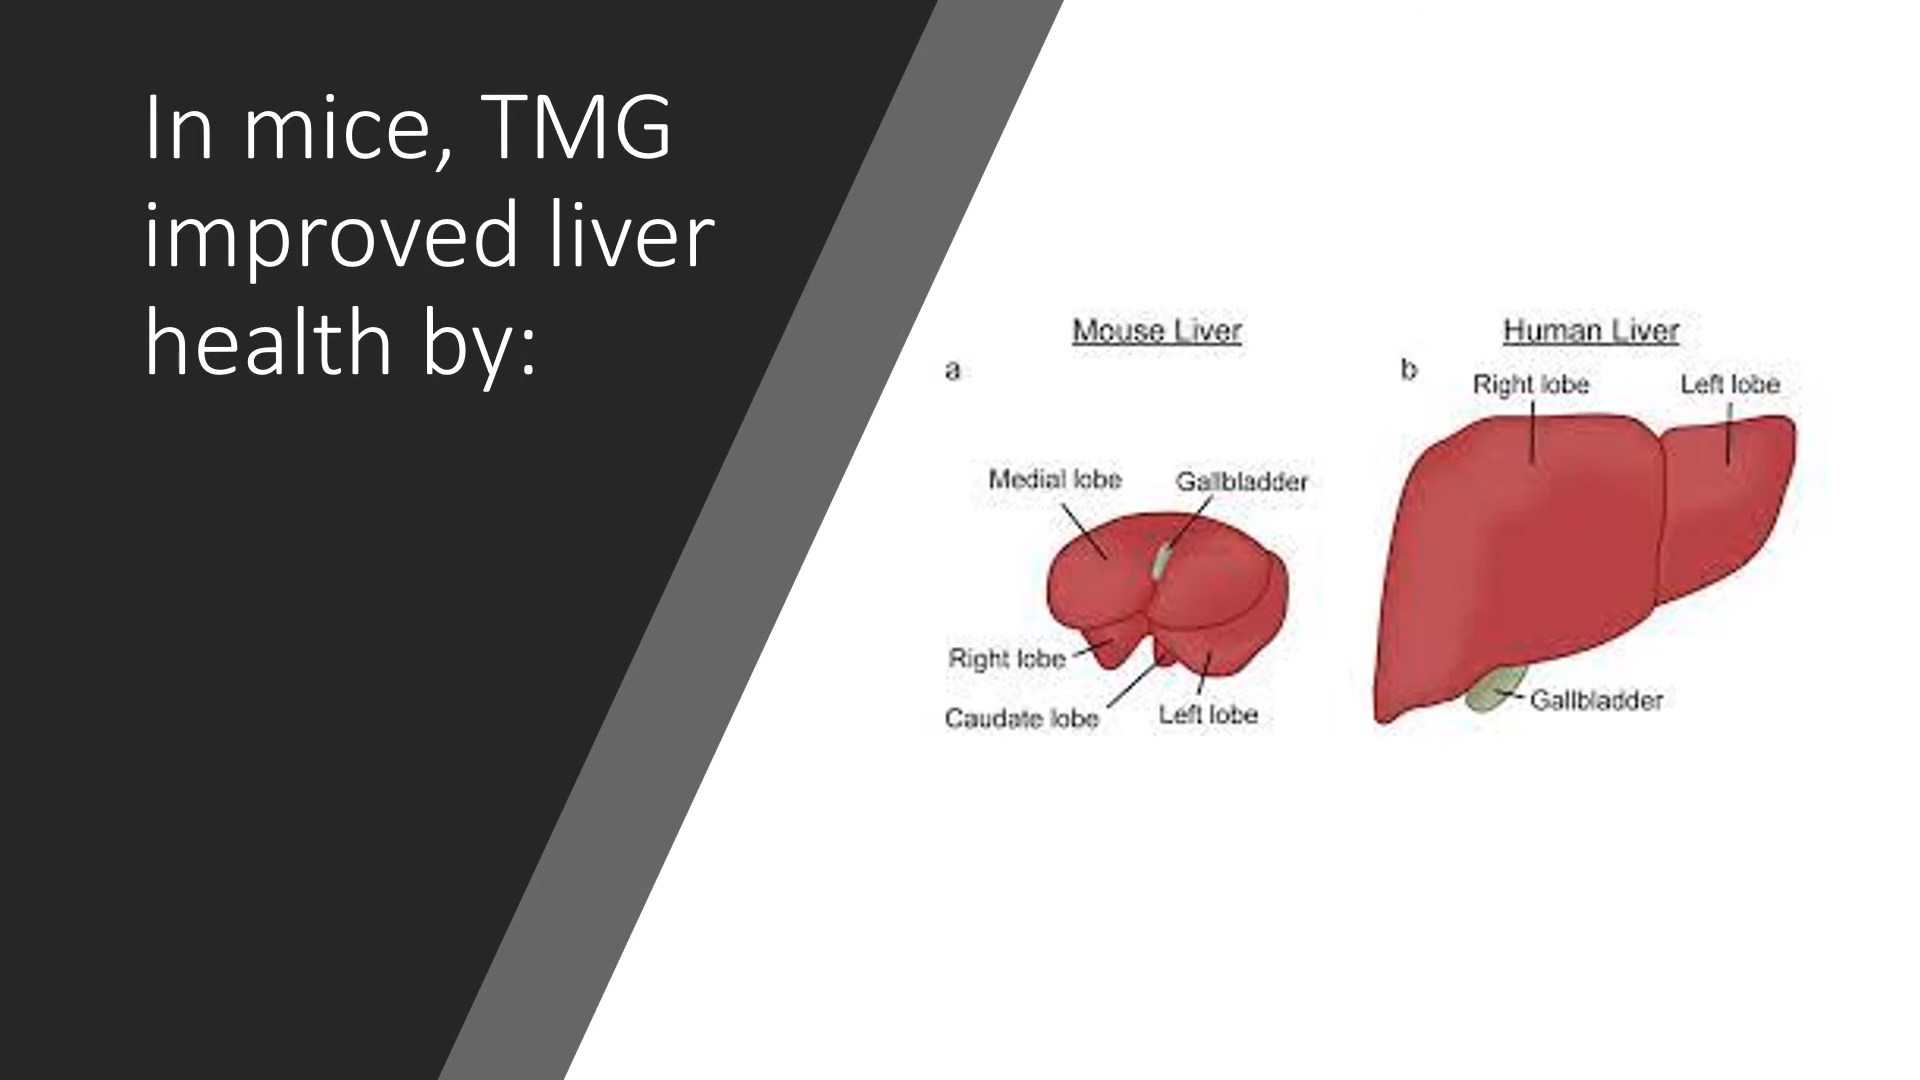 In mice, TMG
improved liver
health by:
Mouse Liver
a
Medial lobe
Gallbladder
Right lobe
Caudate lobe
Left lobe
Human Liver
b
Right lobe
Left lobe
Gallbladder